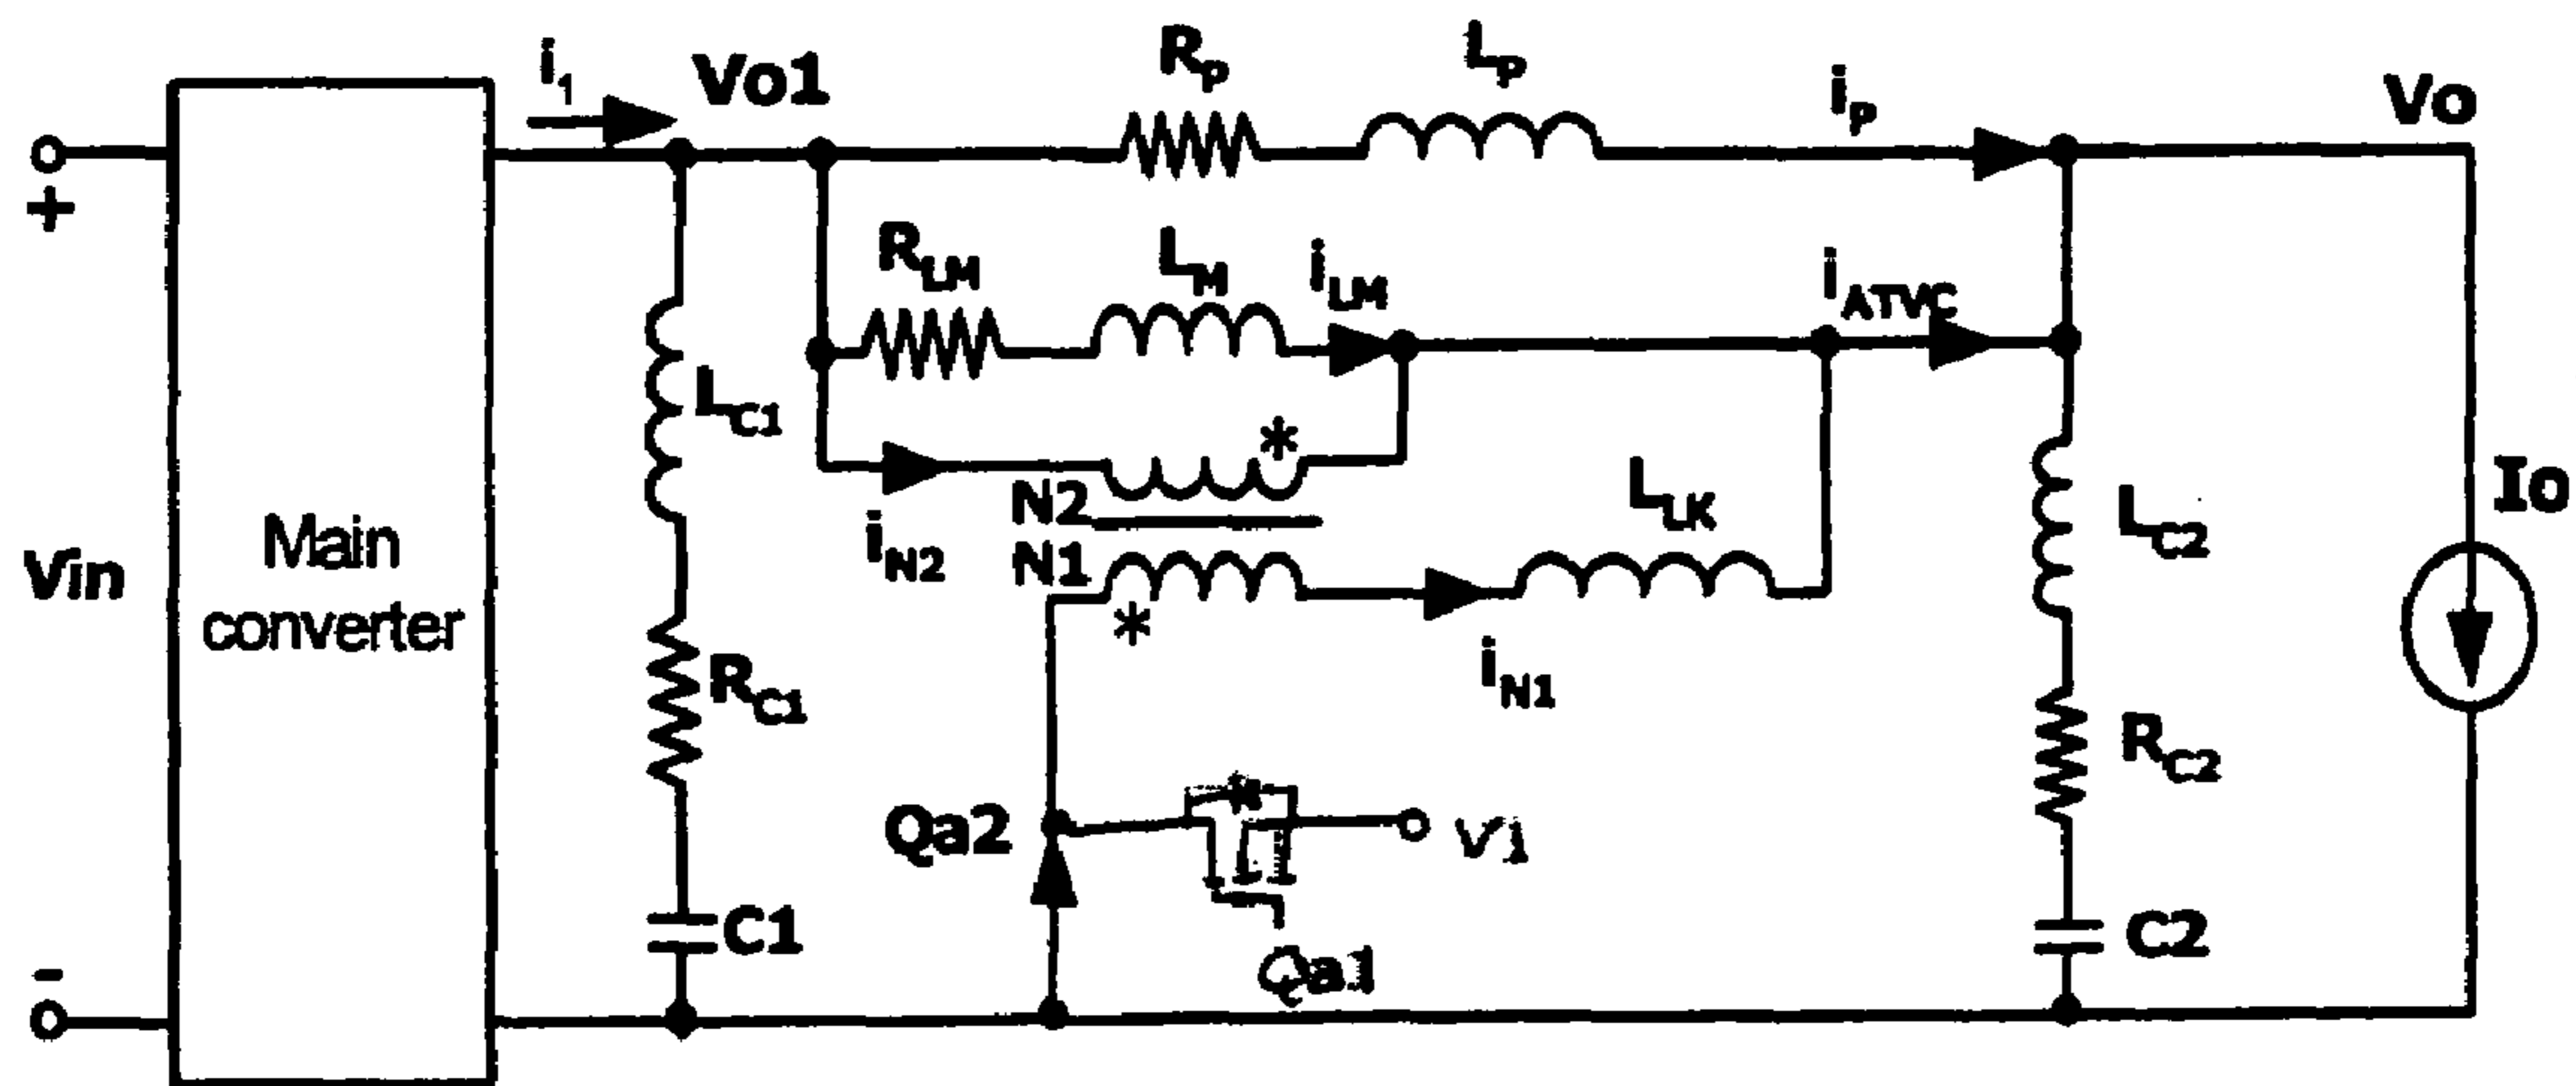 i1
Vo1
RP
LP
iP
Vo
+
Vin
-
Main
converter
RLM
LM
iLM
iATVC
LC1
RC1
C1
iN2
N2
N1
*
*
LLK
iN1
Qa2
V1
Qa1
LC2
RC2
C2
Io